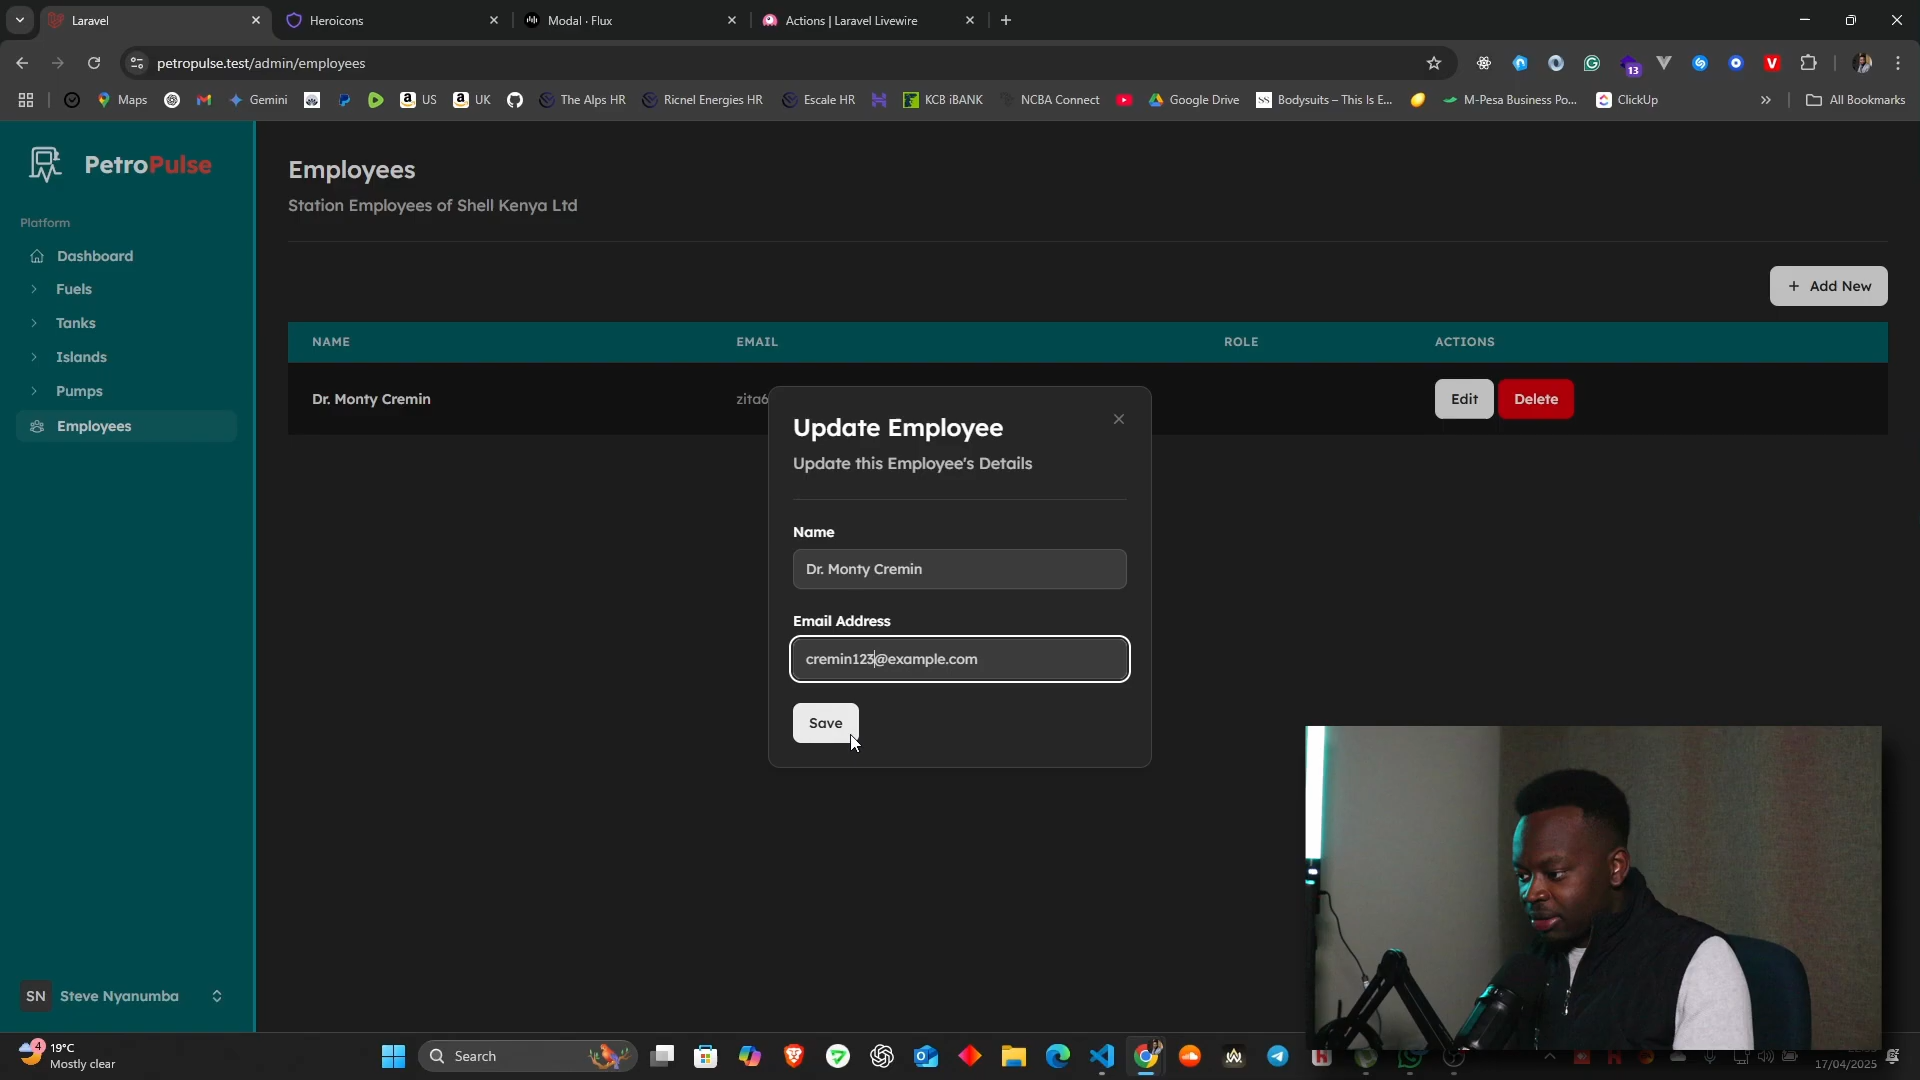 Laravel
Heroicons
Modal · Flux
Actions | Laravel Livewire
petropulse.test/admin/employees
13
Maps
Gemini
US
UK
The Alps HR
Ricnel Energies HR
Escale HR
KCB iBANK
NCBA Connect
Google Drive
Bodysuits – This Is E...
M-Pesa Business Po...
ClickUp
All Bookmarks
PetroPulse
Platform
Dashboard
Fuels
Tanks
Islands
Pumps
Employees
SN Steve Nyanumba
Employees
Station Employees of Shell Kenya Ltd
Add New
NAME EMAIL ROLE ACTIONS
Dr. Monty Cremin zita6 Edit Delete
Update Employee
Update this Employee's Details
Name
Dr. Monty Cremin
Email Address
cremin123@example.com
Save
4
19°C
Mostly clear
Search
17/04/2025